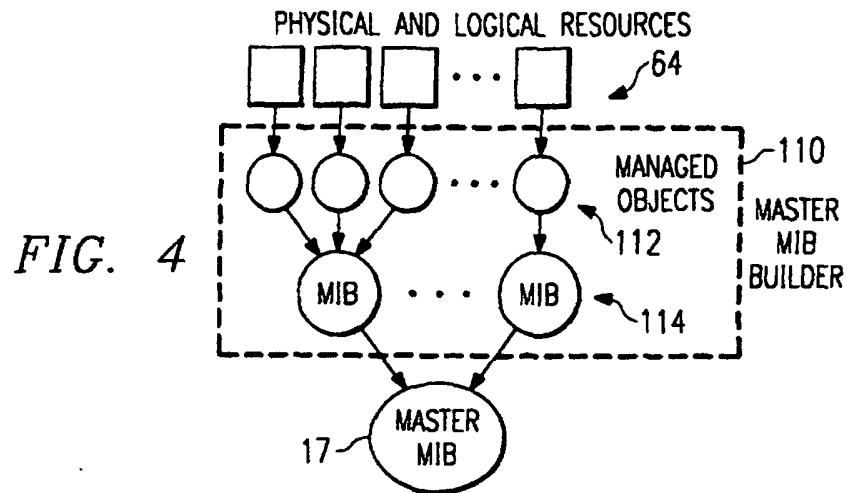 PHYSICAL AND LOGICAL RESOURCES
64
110
MANAGED
OBJECTS
112
MASTER
MIB
BUILDER
FIG. 4
MIB
MIB
114
MASTER
MIB
17